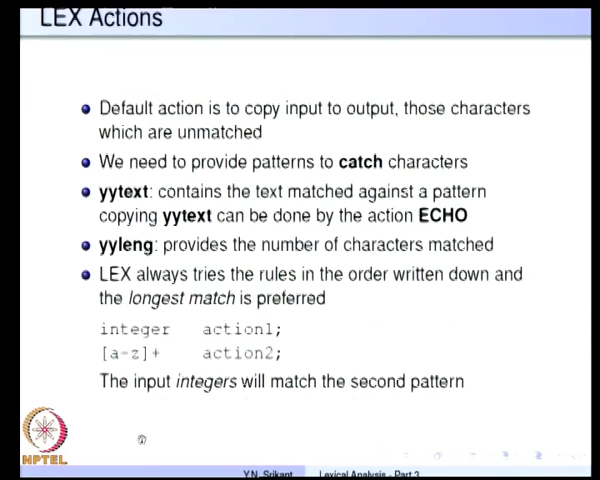 LEX Actions
Default action is to copy input to output, those characters
which are unmatched
We need to provide patterns to catch characters
yytext: contains the text matched against a pattern
copying yytext can be done by the action ECHO
yyleng: provides the number of characters matched
LEX always tries the rules in the order written down and
the longest match is preferred
integer action1;
[a-z]+ action2;
The input integers will match the second pattern
NPTEL
Y.N. Srikant Lexical Analysis - Part 3